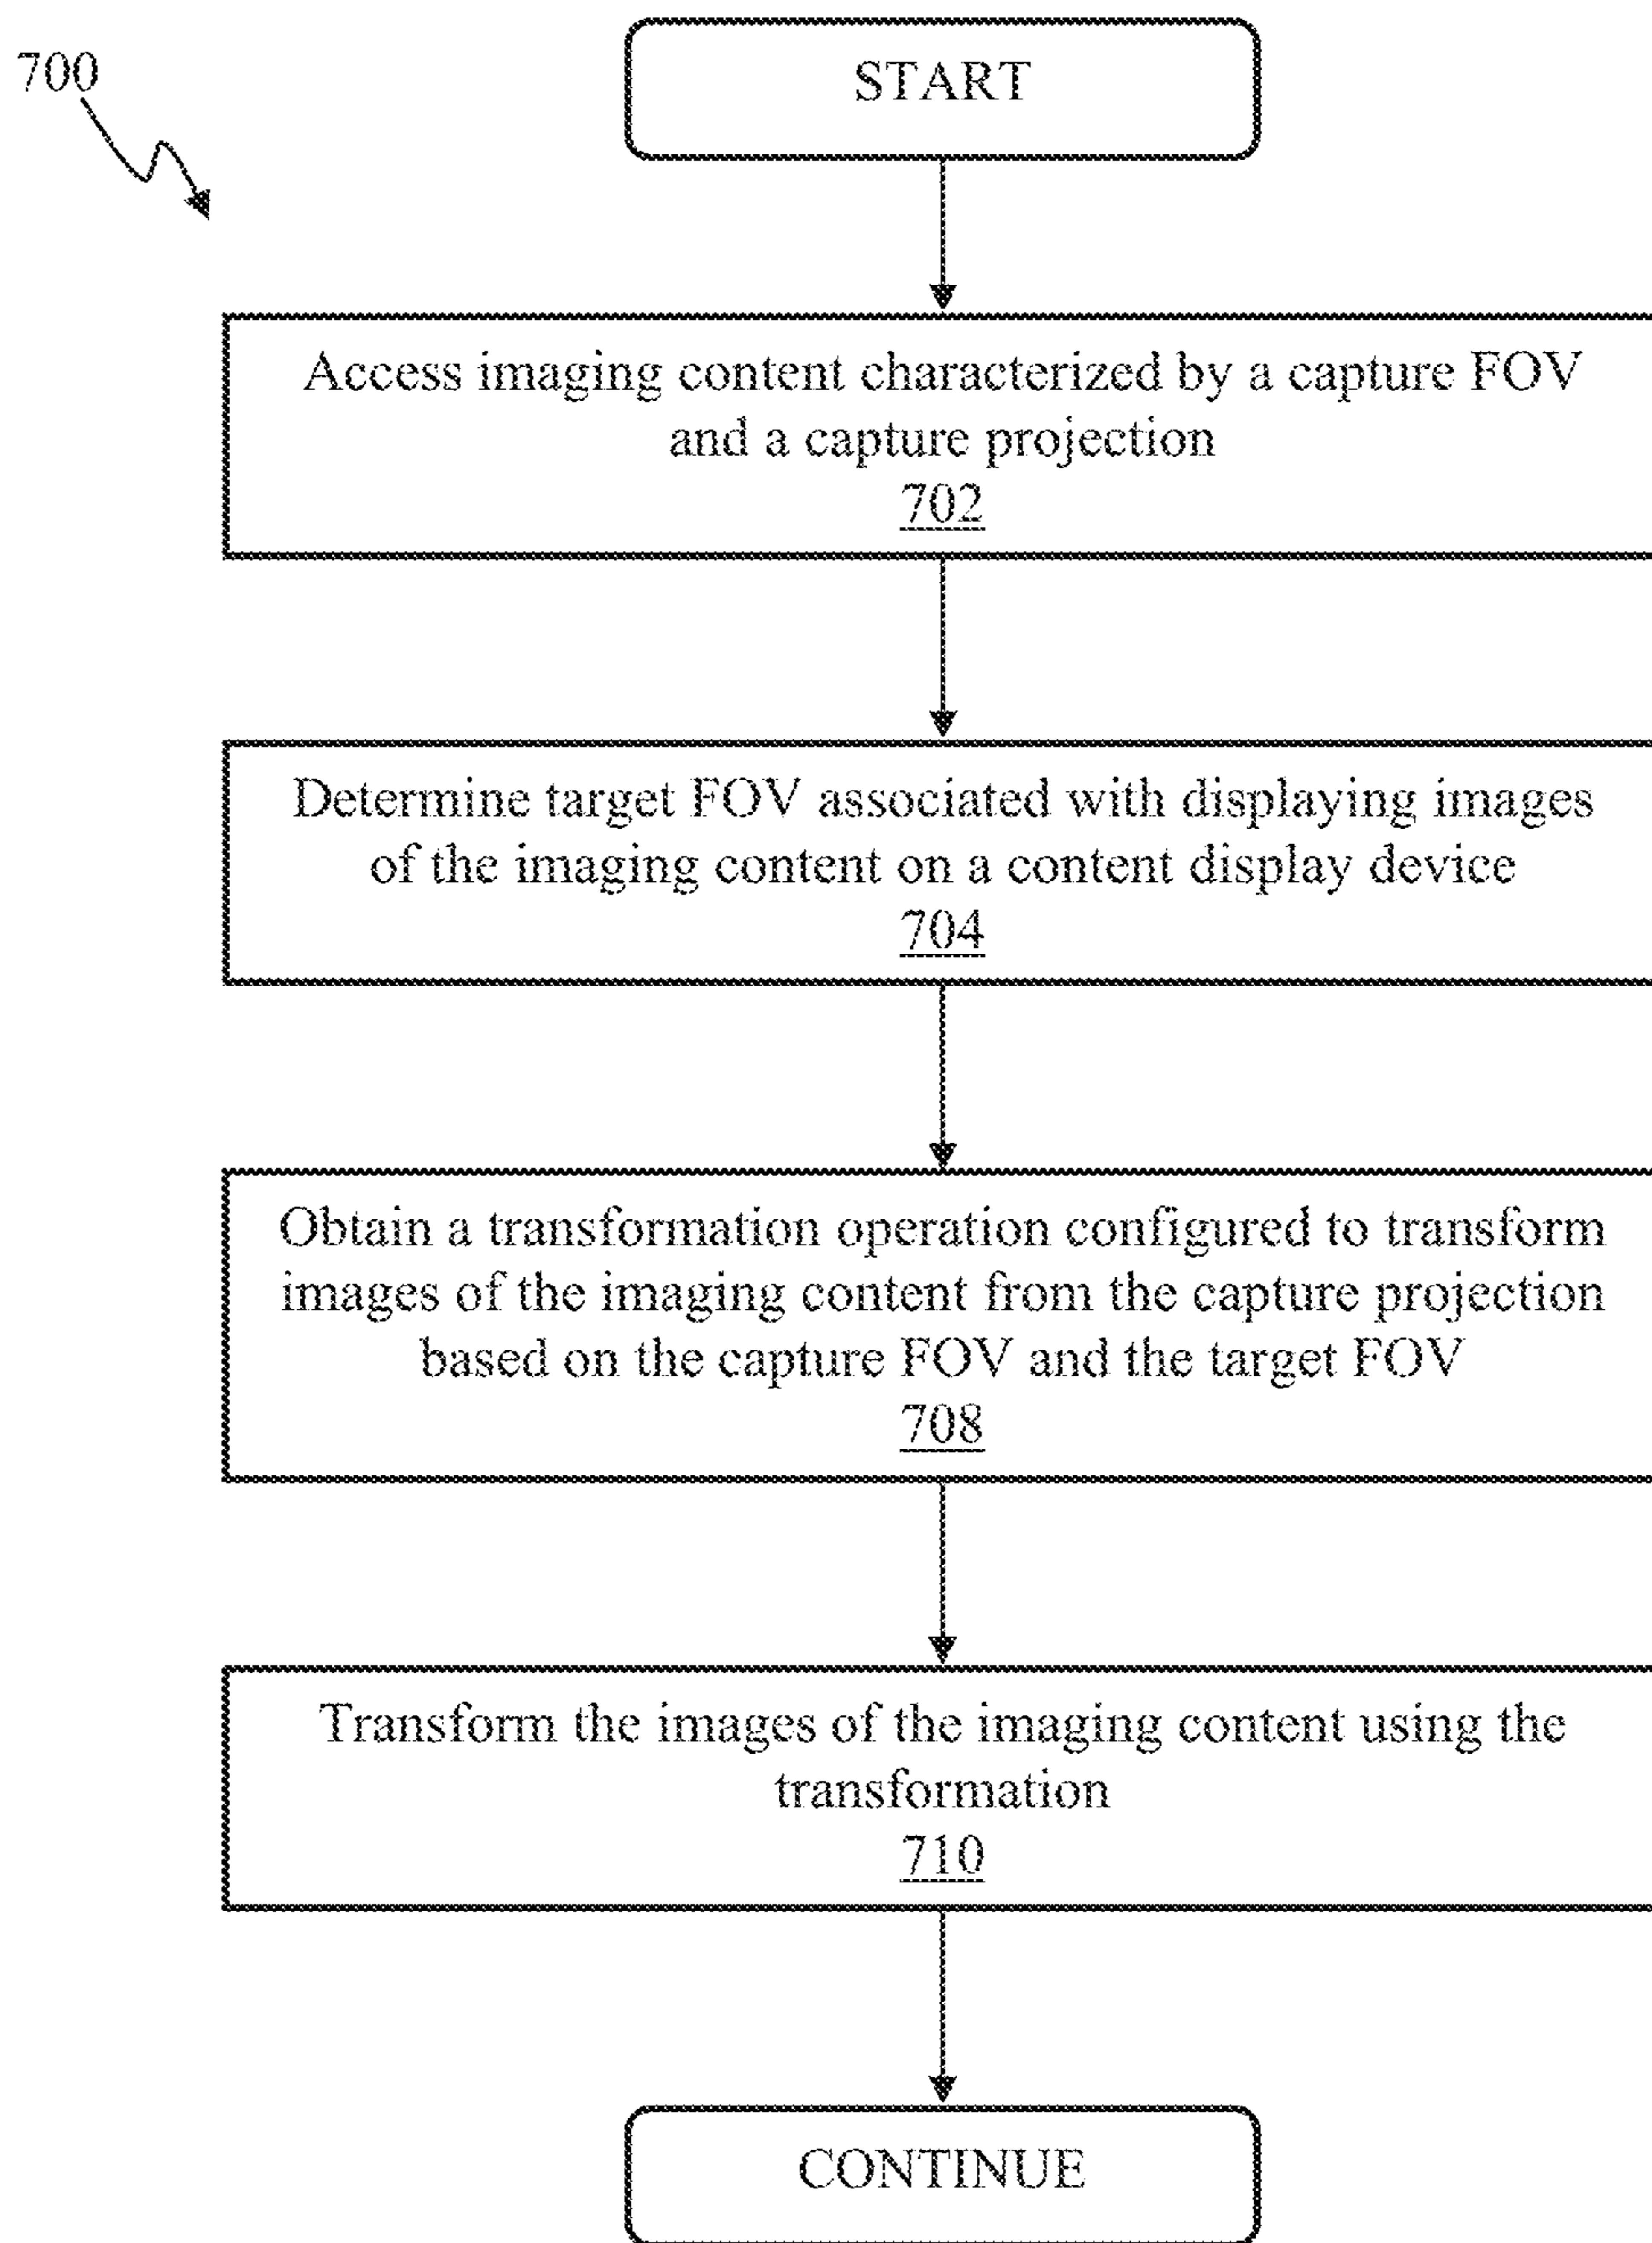 700
START
Access imaging content characterized by a capture FOV
and a capture projection
702
Determine target FOV associated with displaying images
of the imaging content on a content display device
704
Obtain a transformation operation configured to transform
images of the imaging content from the capture projection
based on the capture FOV and the target FOV
708
Transform the images of the imaging content using the
transformation
710
CONTINUE